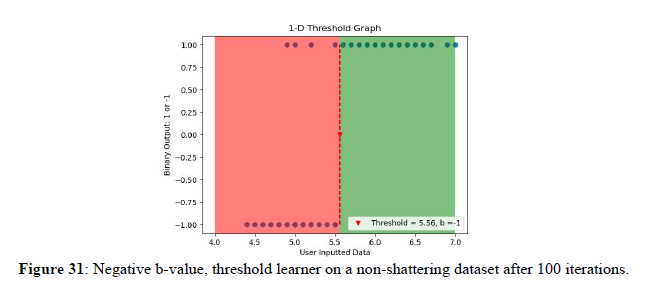 1-D Threshold Graph
1.00
0.75
0.50
0.25
0.00
−0.25
−0.50
−0.75
−1.00
Binary Output: 1 or -1
Threshold = 5.56, b =-1
4.0 4.5 5.0 5.5 6.0 6.5 7.0
User Inputted Data
Figure 31: Negative b-value, threshold learner on a non-shattering dataset after 100 iterations.